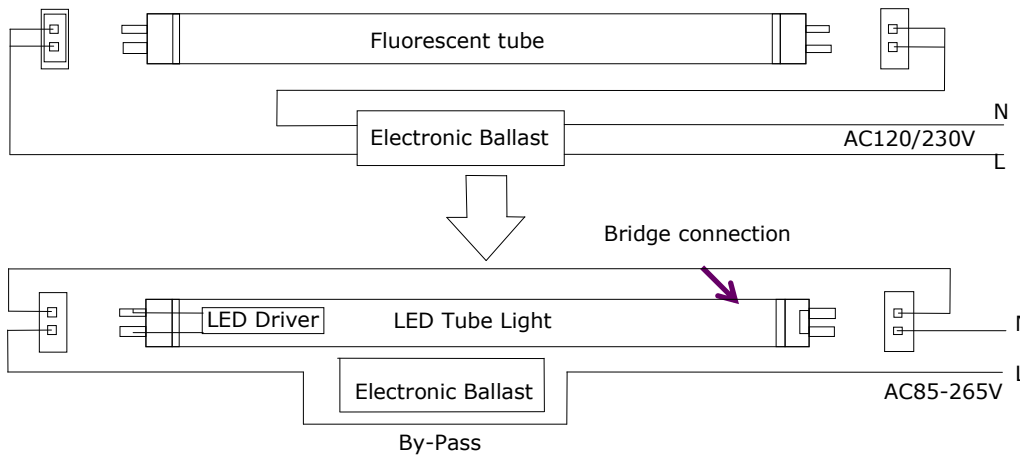 Fluorescent tube
N
Electronic Ballast
AC120/230V
L
Bridge connection
LED Driver
LED Tube Light
N
L
Electronic Ballast
AC85-265V
By-Pass